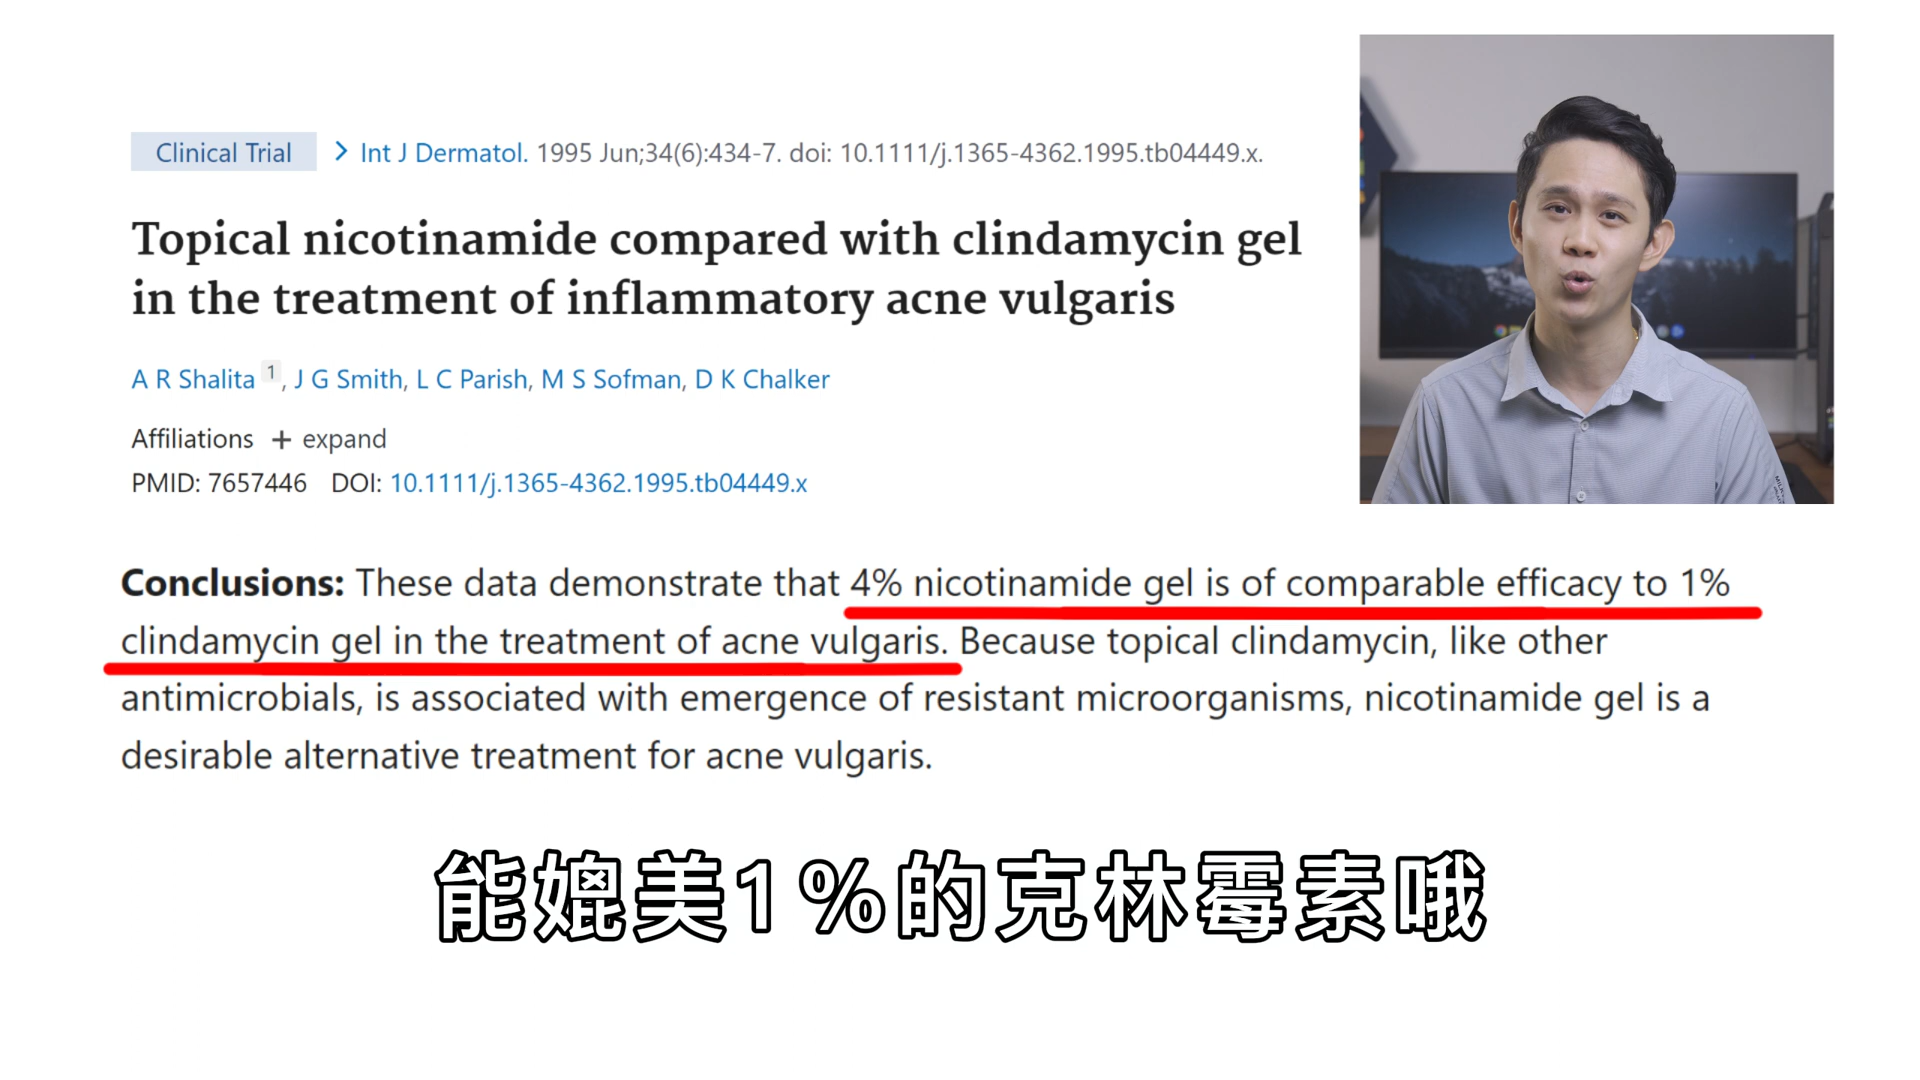 Clinical Trial > Int J Dermatol. 1995 Jun;34(6):434-7. doi: 10.1111/j.1365-4362.1995.tb04449.x.
Topical nicotinamide compared with clindamycin gel
in the treatment of inflammatory acne vulgaris
A R Shalita 1, J G Smith, L C Parish, M S Sofman, D K Chalker
Affiliations + expand
PMID: 7657446 DOI: 10.1111/j.1365-4362.1995.tb04449.x
Conclusions: These data demonstrate that 4% nicotinamide gel is of comparable efficacy to 1%
clindamycin gel in the treatment of acne vulgaris. Because topical clindamycin, like other
antimicrobials, is associated with emergence of resistant microorganisms, nicotinamide gel is a
desirable alternative treatment for acne vulgaris.
能媲美1%的克林霉素哦